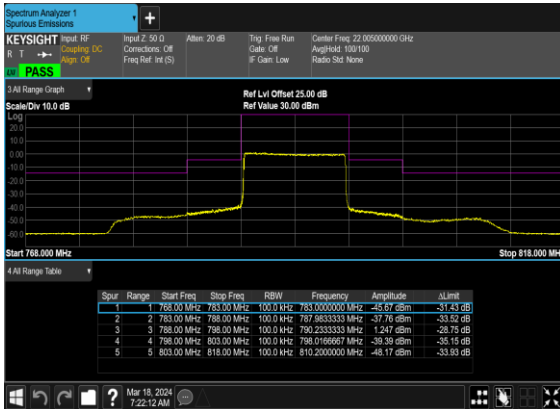 Spectrum Analyzer 1
Spurious Emissions
+
KEYSIGHT Input: RF Input Z: 50 Ω Atten: 20 dB Trig: Free Run Center Freq: 22.005000000 GHz
R T Coupling: DC Corrections: Off Gate: Off Avg|Hold: 100/100
Align: Off Freq Ref: Int (S) IF Gain: Low Radio Std: None
PASS
3 All Range Graph
Ref Lvl Offset 25.00 dB
Scale/Div 10.0 dB Ref Value 30.00 dBm
Log
20.0
10.0
0.00
-10.0
-20.0
-30.0
-40.0
-50.0
-60.0
Start 768.000 MHz Stop 818.000 MHz
4 All Range Table
Spur Range Start Freq Stop Freq RBW Frequency Amplitude ΔLimit
1 1 768.00 MHz 783.00 MHz 100.0 kHz 783.0000000 MHz -45.67 dBm -31.43 dB
2 2 783.00 MHz 788.00 MHz 100.0 kHz 787.9833333 MHz -37.76 dBm -33.52 dB
3 3 788.00 MHz 798.00 MHz 100.0 kHz 790.2333333 MHz 1.247 dBm -28.75 dB
4 4 798.00 MHz 803.00 MHz 100.0 kHz 798.0166667 MHz -39.39 dBm -35.15 dB
5 5 803.00 MHz 818.00 MHz 100.0 kHz 810.2000000 MHz -48.17 dBm -33.93 dB
? Mar 18, 2024
7:22:12 AM